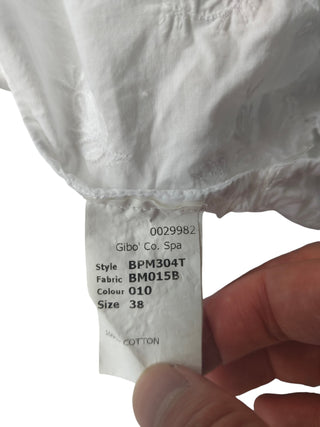 0029982
Gibo' Co. Spa
Style BPM304T
Fabric BM015B
Colour 010
Size 38
COTTON